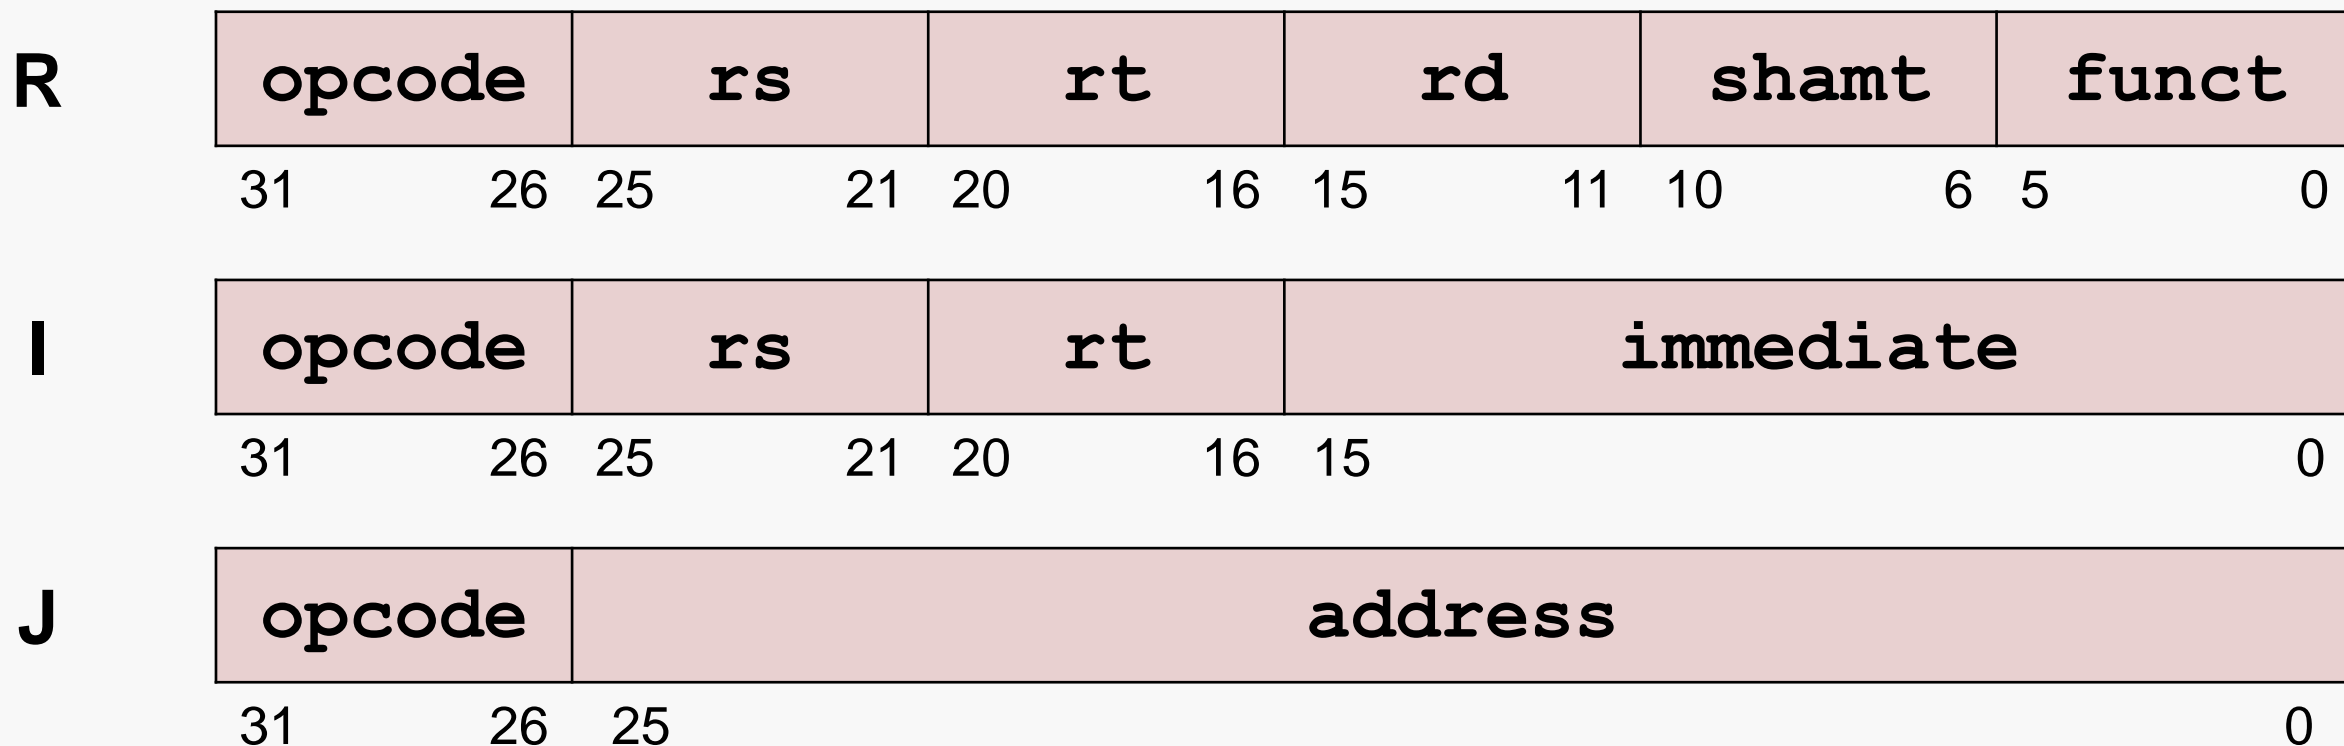 R opcode rs rt rd shamt funct
31 26 25 21 20 16 15 11 10 6 5 0
I opcode rs rt immediate
31 26 25 21 20 16 15 0
J opcode address
31 26 25 0